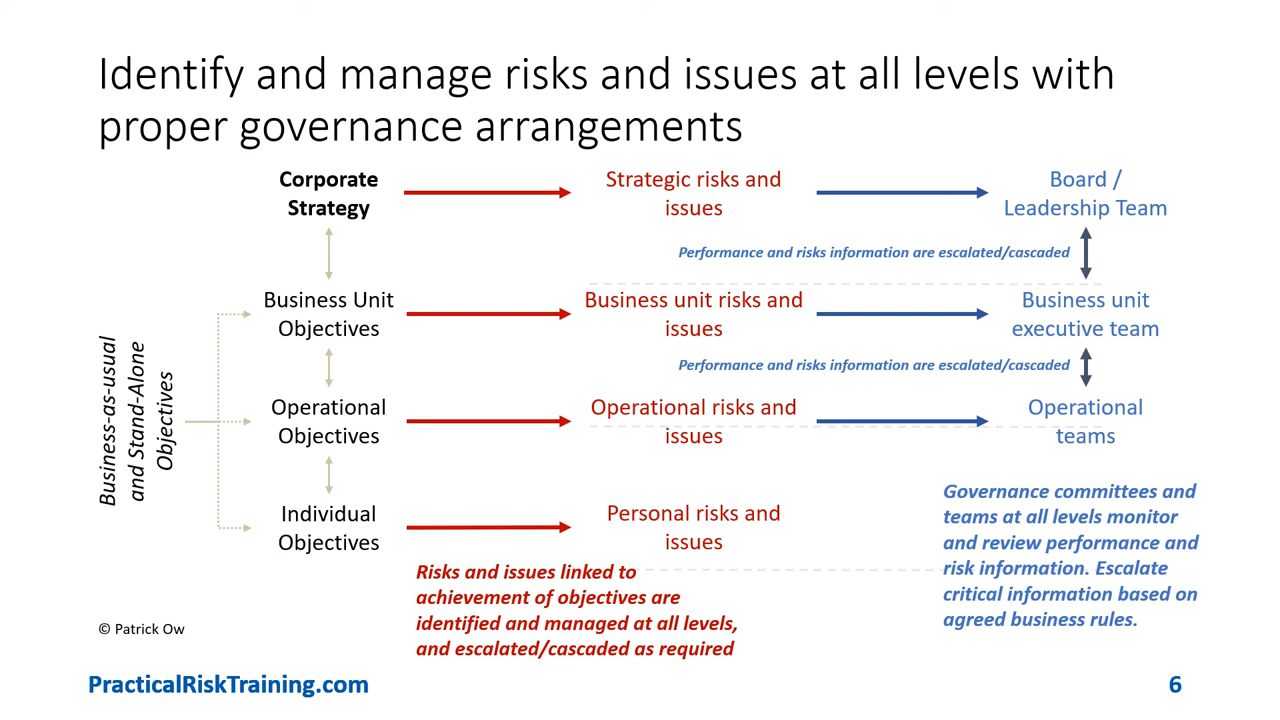 Identify and manage risks and issues at all levels with
proper governance arrangements
Corporate
Strategy
Strategic risks and
issues
Board /
Leadership Team
Performance and risks information are escalated/cascaded
Business-as-usual
and Stand-Alone
Objectives
Business Unit
Objectives
Business unit risks and
issues
Business unit
executive team
Performance and risks information are escalated/cascaded
Operational
Objectives
Operational risks and
issues
Operational
teams
Individual
Objectives
Personal risks and
issues
Governance committees and
teams at all levels monitor
and review performance and
risk information. Escalate
critical information based on
agreed business rules.
Risks and issues linked to
achievement of objectives are
identified and managed at all levels,
and escalated/cascaded as required
© Patrick Ow
PracticalRiskTraining.com
6